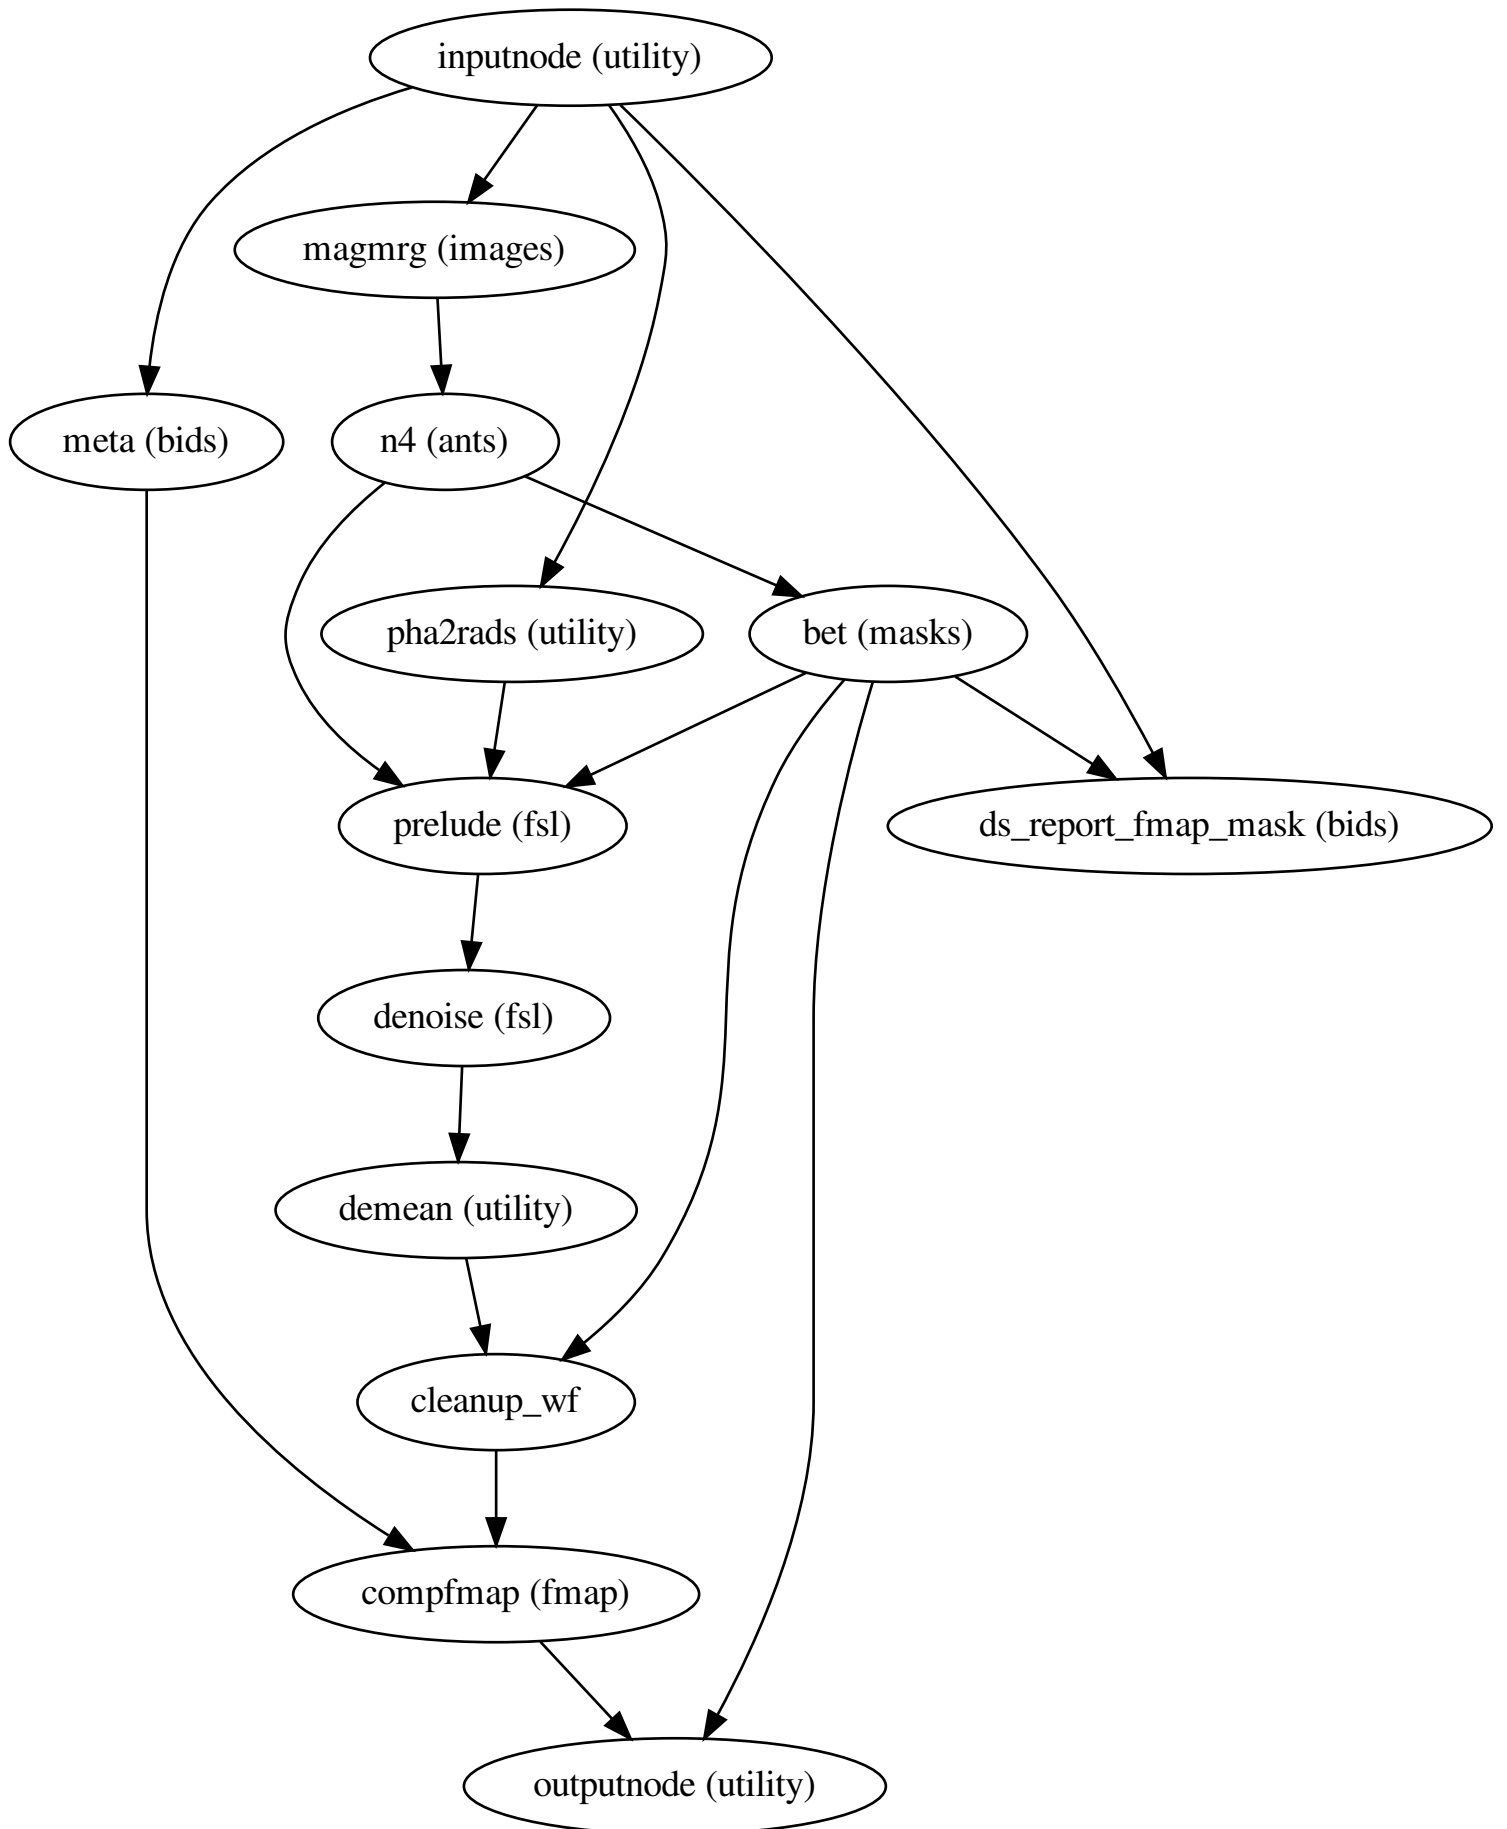 inputnode (utility)
magmrg (images)
meta (bids)
n4 (ants)
pha2rads (utility)
bet (masks)
prelude (fsl)
ds_report_fmap_mask (bids)
denoise (fsl)
demean (utility)
cleanup_wf
compfmap (fmap)
outputnode (utility)